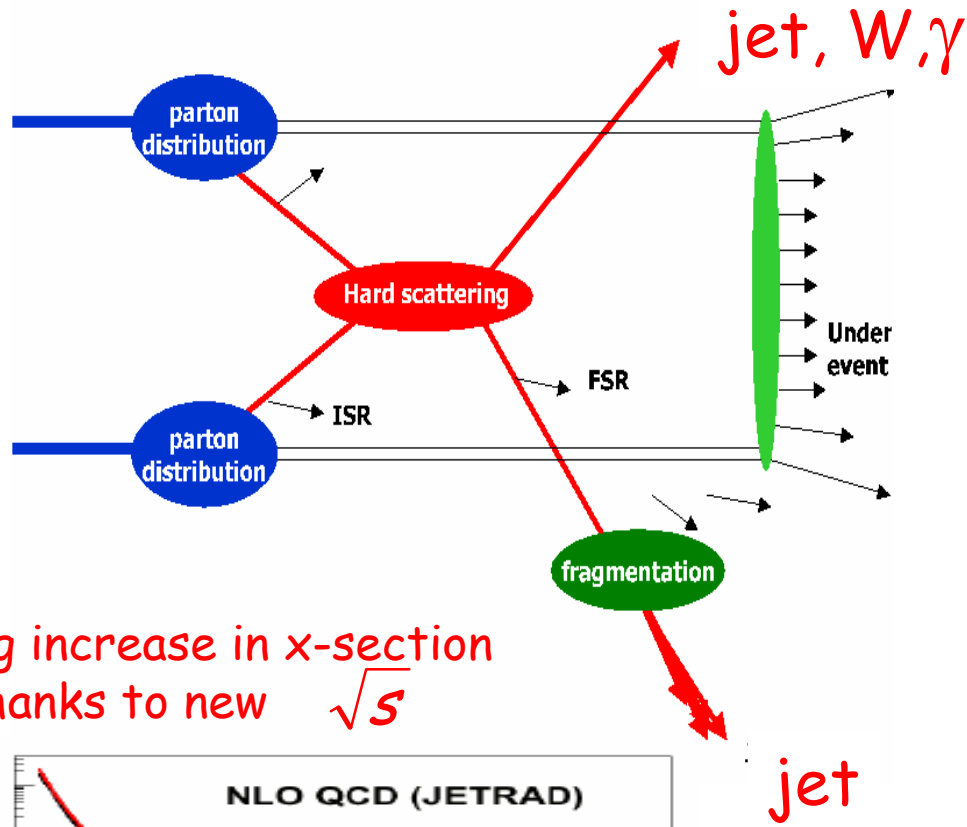 jet, W,γ
parton
distribution
Hard scattering
Under
event
FSR
ISR
parton
distribution
fragmentation
increase in x-section
to new √s
jet
NLO QCD (JETRAD)